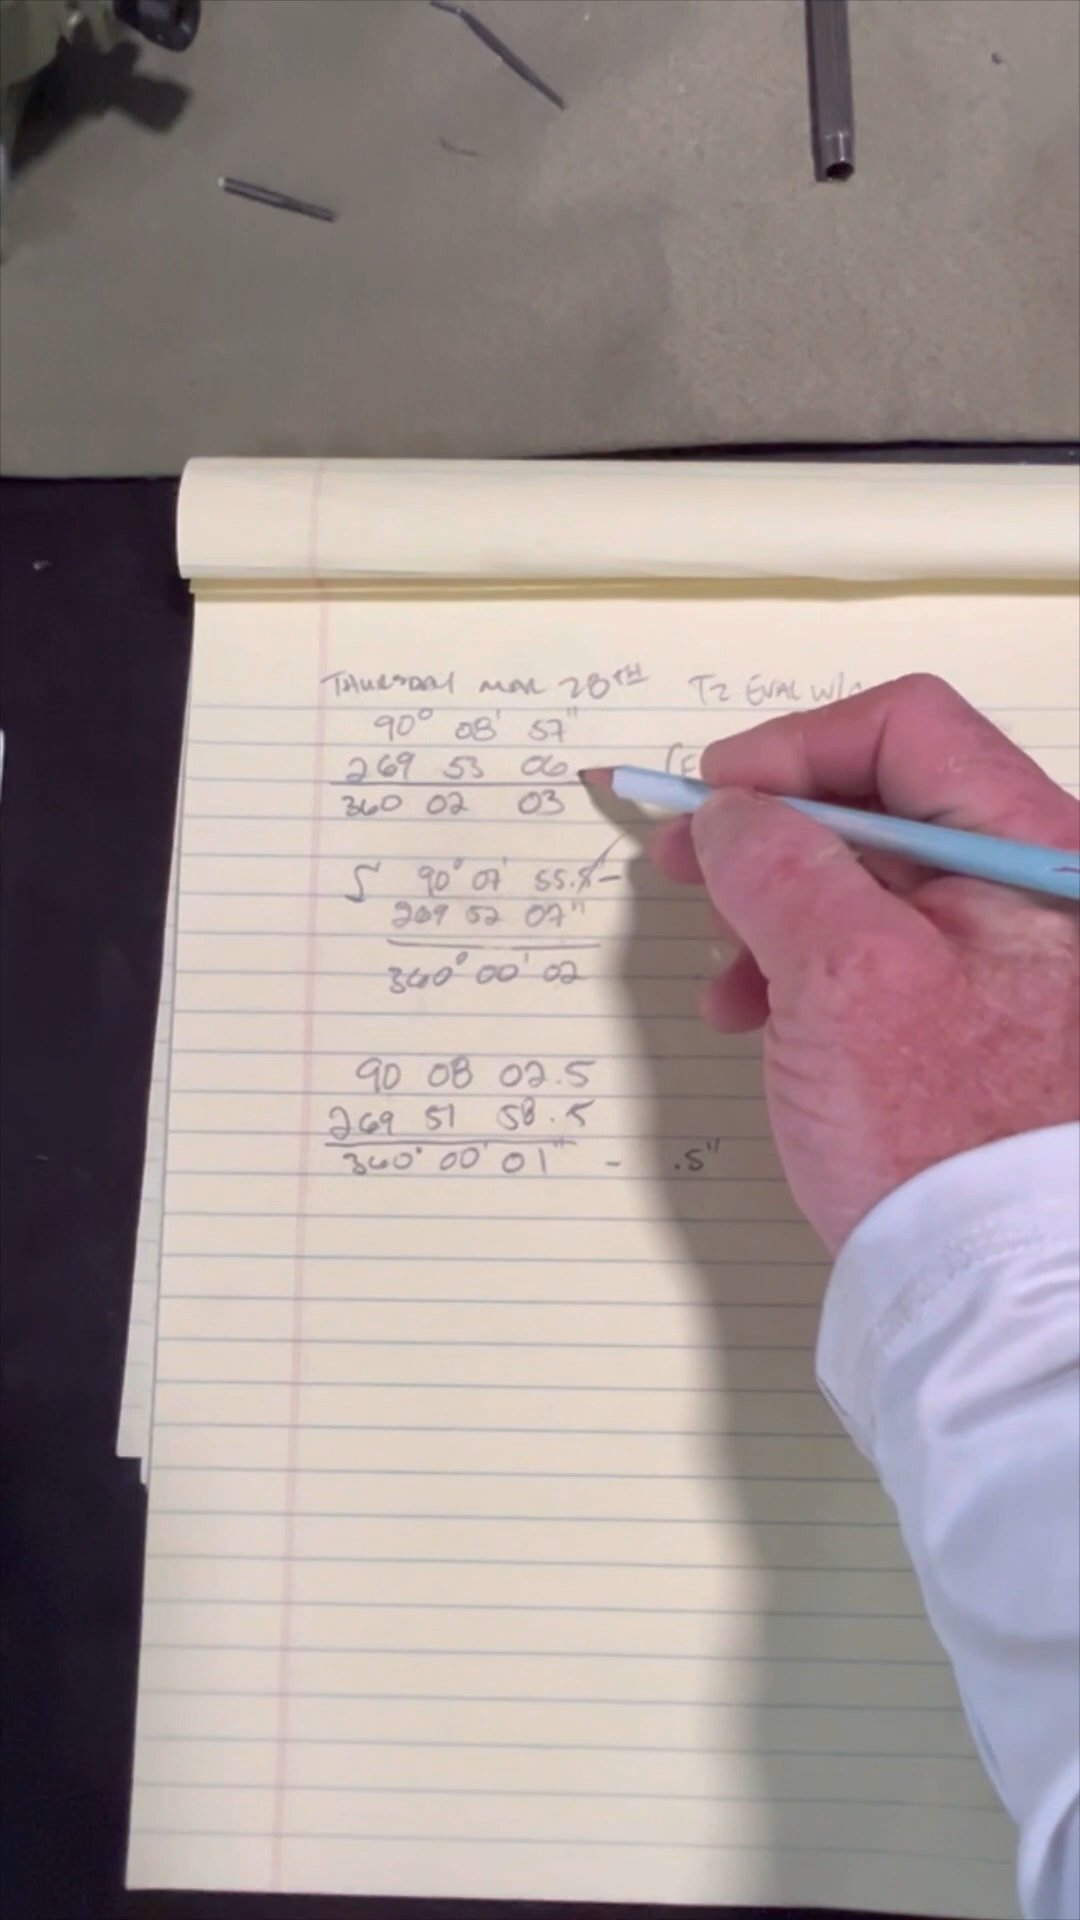 THURSDAY MAR 28TH T2 EVAL W/
90° 08' 57"
269 53 06
360 02 03
90° 07' 55.5 -
269 52 07"
360° 00' 02
90 08 02.5
269 51 58.5
360° 00' 01" - .5"